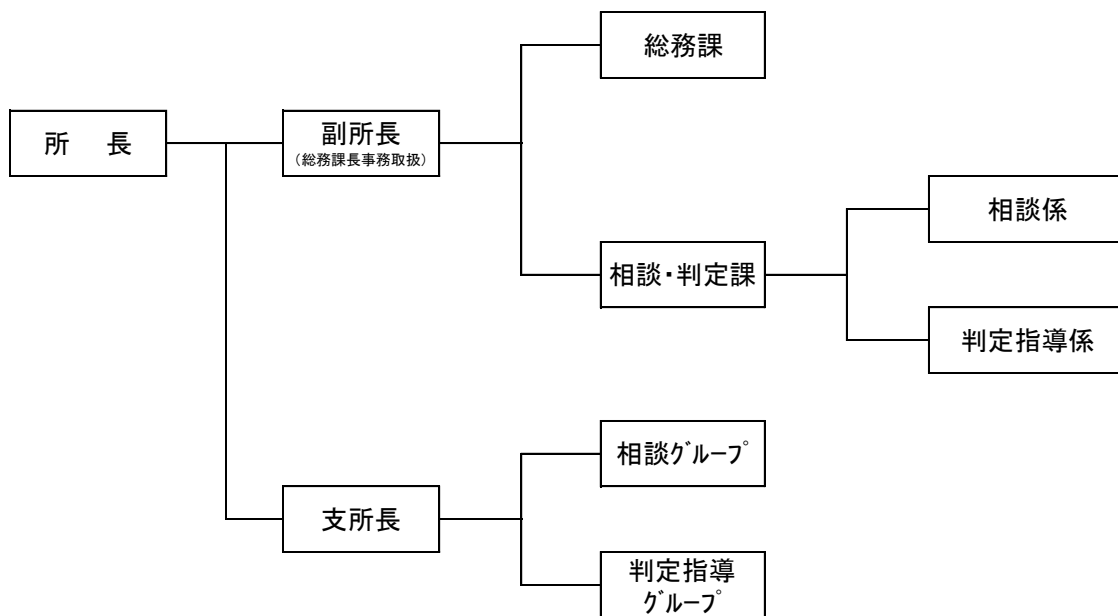 総務課
所　長
副所長
（総務課長事務取扱）
相談係
相談・判定課
判定指導係
相談ｸﾞﾙｰﾌﾟ
支所長
判定指導
ｸﾞﾙｰﾌﾟ